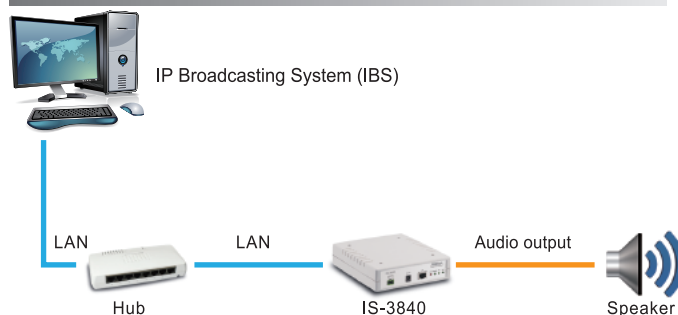 IP Broadcasting System (IBS)
LAN
LAN
Audio output
Hub
IS-3840
Speaker